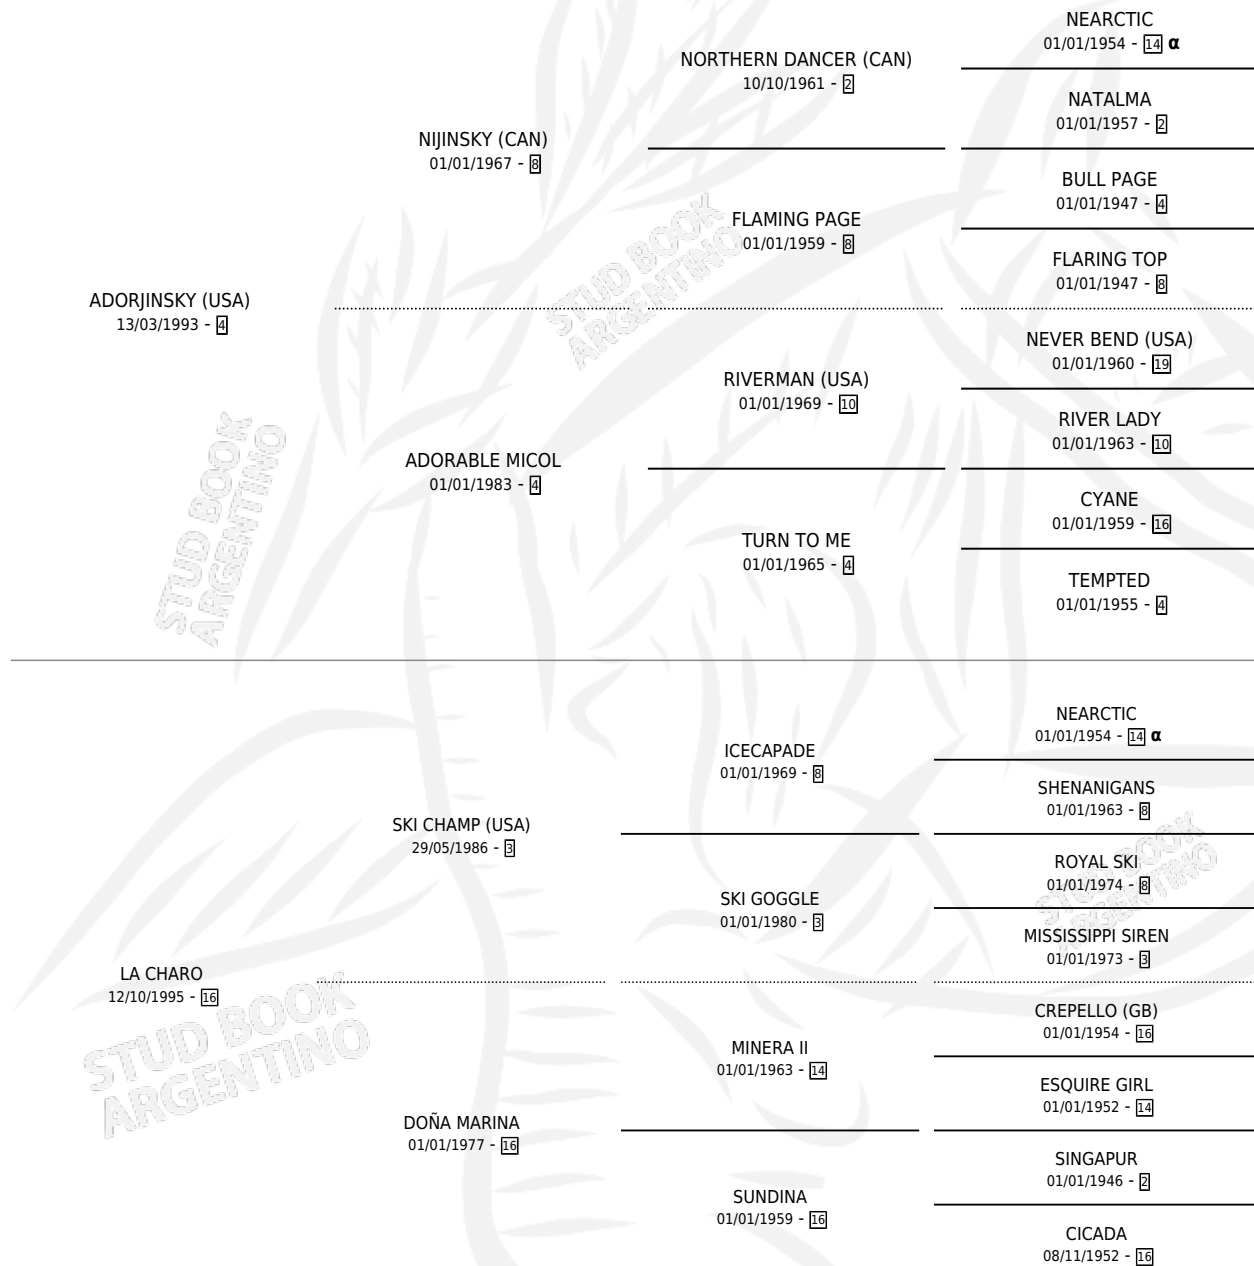 NEARCTIC
01/01/1954 - 14 α
NORTHERN DANCER (CAN)
10/10/1961 - 2
NATALMA
01/01/1957 - 2
NIJINSKY (CAN)
01/01/1967 - 8
BULL PAGE
01/01/1947 - 4
FLAMING PAGE
01/01/1959 - 8
FLARING TOP
01/01/1947 - 8
ADORJINSKY (USA)
13/03/1993 - 4
NEVER BEND (USA)
01/01/1960 - 19
RIVERMAN (USA)
01/01/1969 - 10
RIVER LADY
01/01/1963 - 10
ADORABLE MICOL
01/01/1983 - 4
CYANE
01/01/1959 - 16
TURN TO ME
01/01/1965 - 4
TEMPTED
01/01/1955 - 4
STUD BOOK
ARGENTINO
STUD BOOK
ARGENTINO
NEARCTIC
01/01/1954 - 14 α
ICECAPADE
01/01/1969 - 8
SHENANIGANS
01/01/1963 - 8
SKI CHAMP (USA)
29/05/1986 - 3
ROYAL SKI
01/01/1974 - 8
SKI GOGGLE
01/01/1980 - 3
MISSISSIPPI SIREN
01/01/1973 - 3
LA CHARO
12/10/1995 - 16
CREPELLO (GB)
01/01/1954 - 16
MINERA II
01/01/1963 - 14
ESQUIRE GIRL
01/01/1952 - 14
DOÑA MARINA
01/01/1977 - 16
SINGAPUR
01/01/1946 - 2
SUNDINA
01/01/1959 - 16
CICADA
08/11/1952 - 16
STUD BOOK
ARGENTINO
STUD BOOK
ARGENTINO